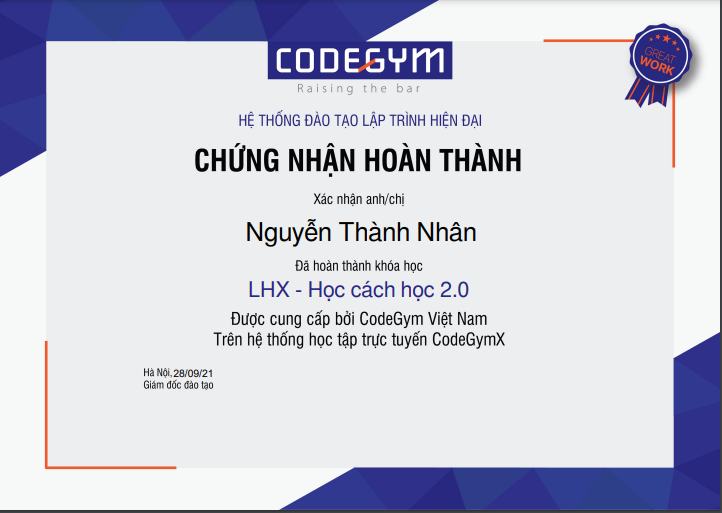 CODEGYM
Raising the bar
GREAT
WORK
HỆ THỐNG ĐÀO TẠO LẬP TRÌNH HIỆN ĐẠI
CHỨNG NHẬN HOÀN THÀNH
Xác nhận anh/chị
Nguyễn Thành Nhân
Đã hoàn thành khóa học
LHX - Học cách học 2.0
Được cung cấp bởi CodeGym Việt Nam
Trên hệ thống học tập trực tuyến CodeGymX
Hà Nội, 28/09/21
Giám đốc đào tạo